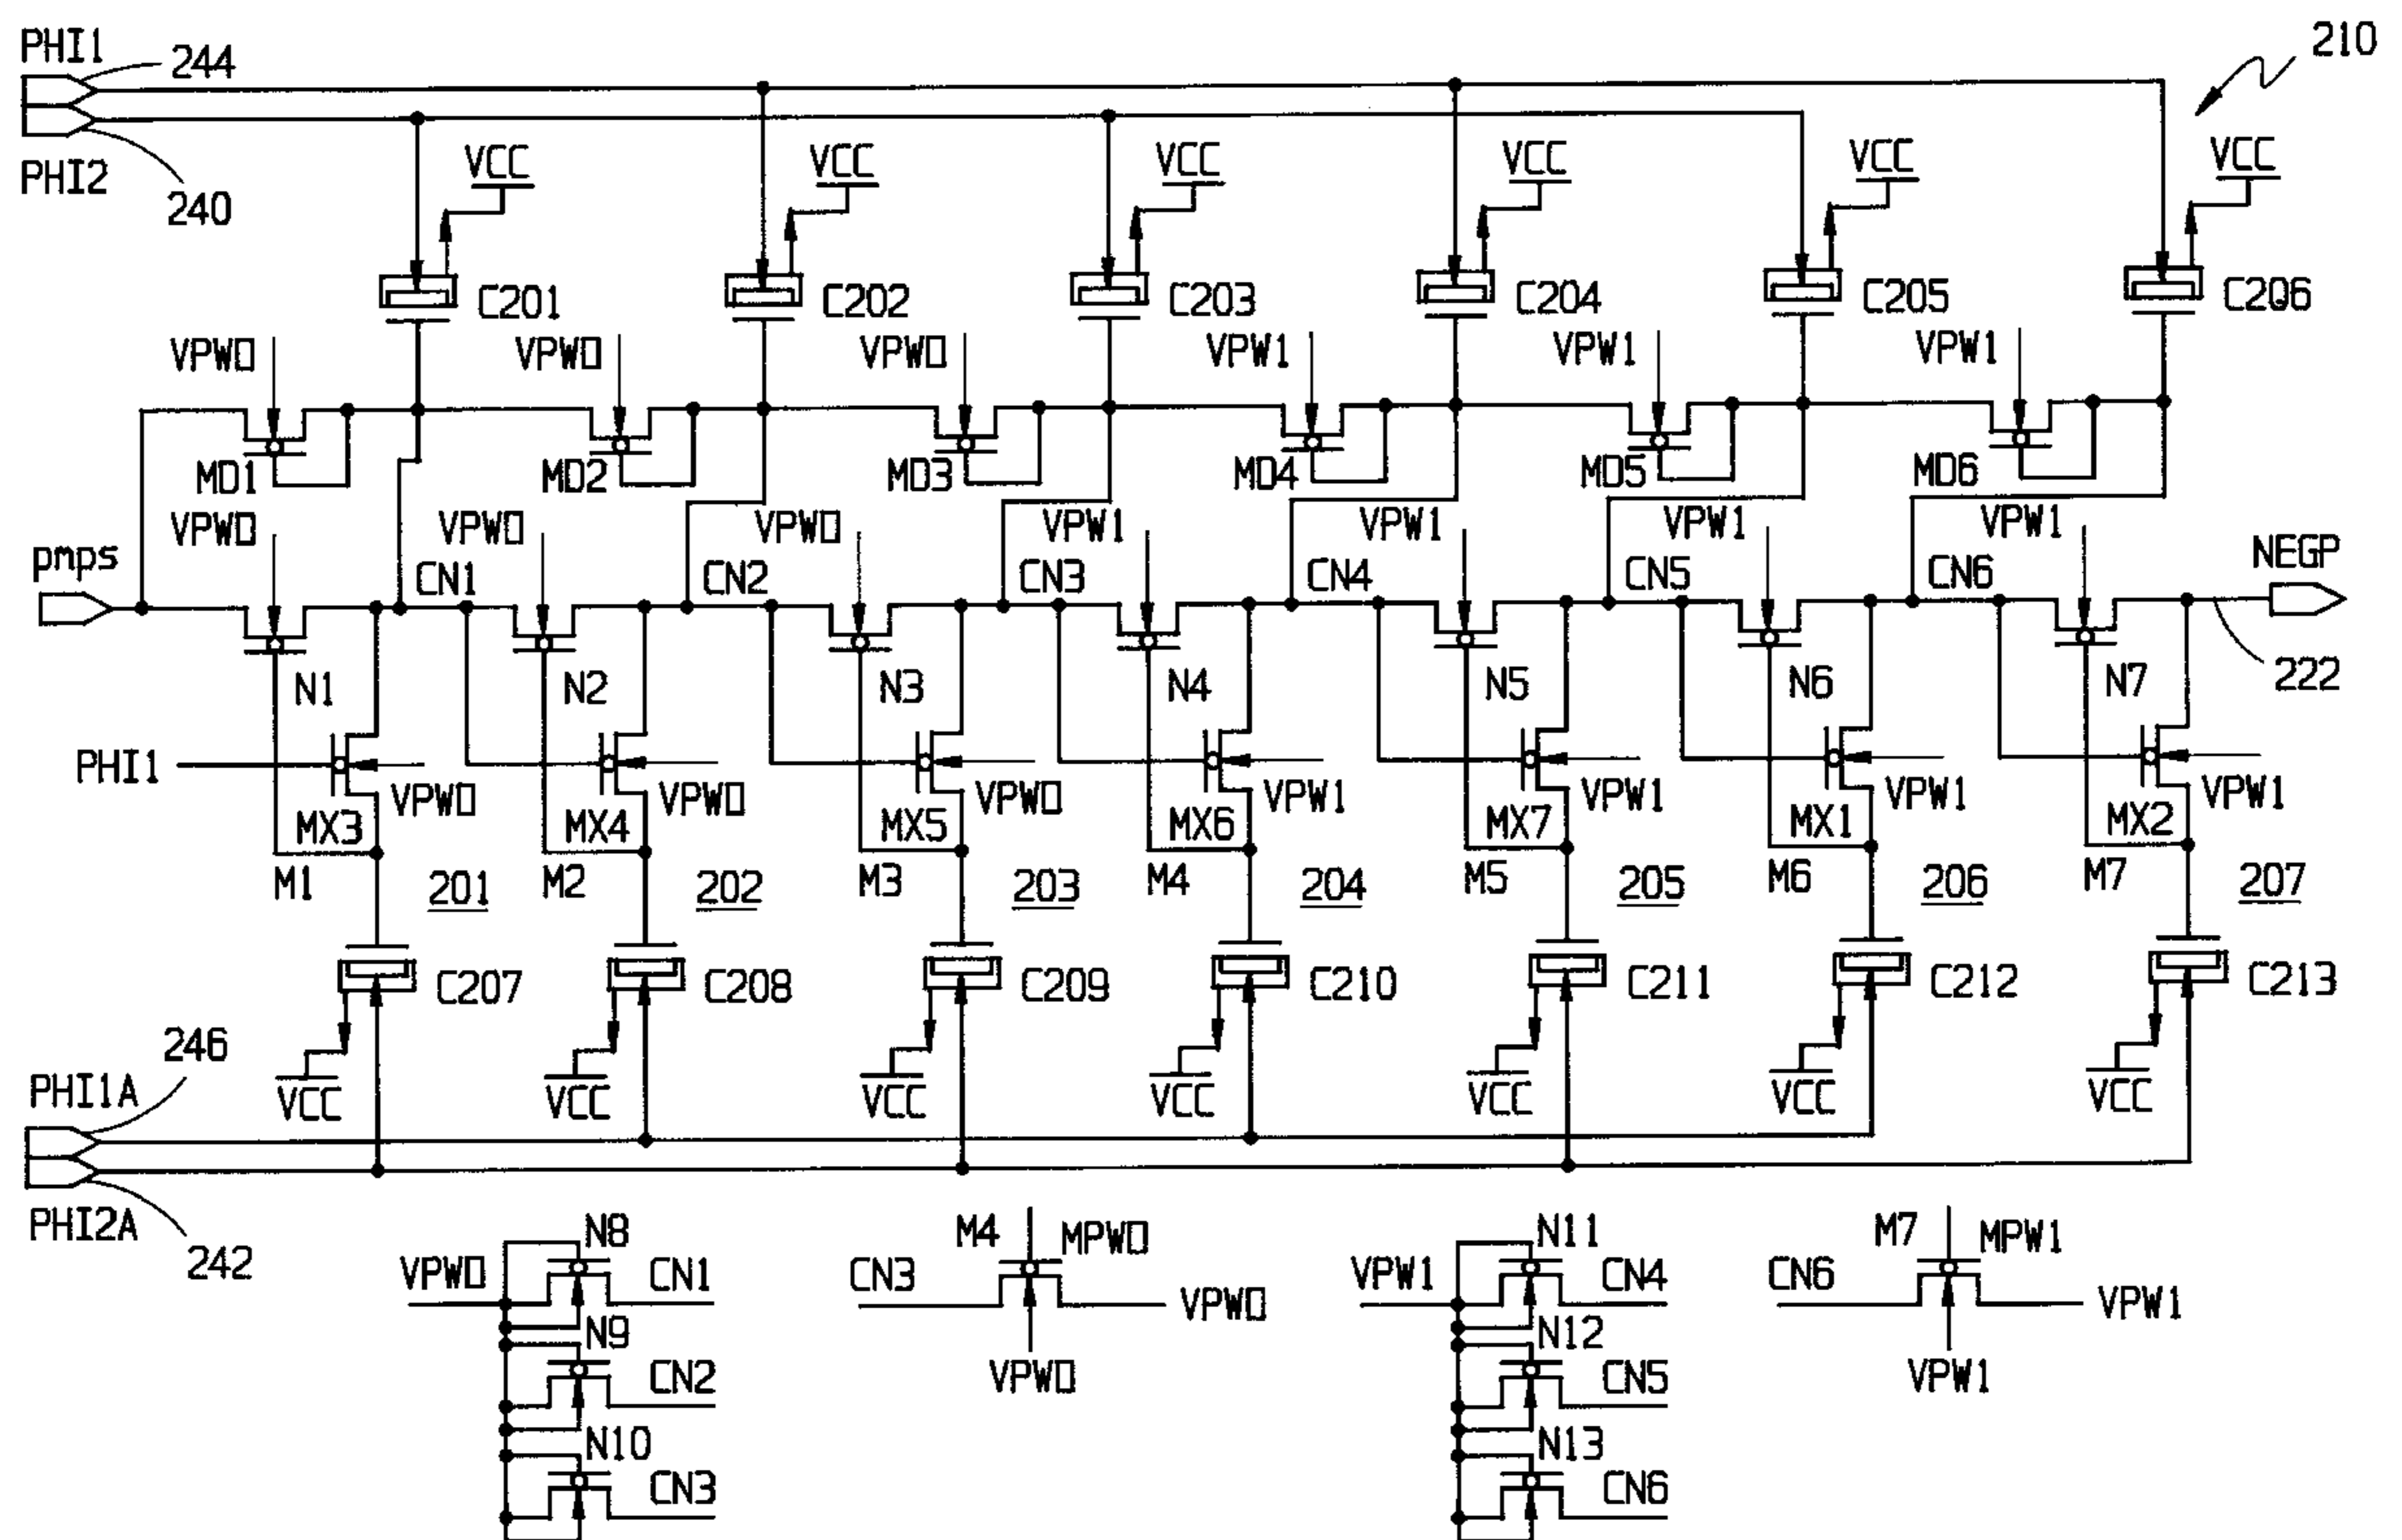 PHI1 244 210
PHI2 240
VCC VCC VCC VCC VCC VCC
C201 C202 C203 C204 C205 C206
VPW0 VPW0 VPW0 VPW1 VPW1 VPW1
MD1 MD2 MD3 MD4 MD5 MD6
VPW0 VPW0 VPW0 VPW1 VPW1 VPW1 VPW1
pmps CN1 CN2 CN3 CN4 CN5 CN6 NEGP
N1 N2 N3 N4 N5 N6 N7 222
PHI1
VPW0 VPW0 VPW0 VPW1 VPW1 VPW1 VPW1
MX3 MX4 MX5 MX6 MX7 MX1 MX2
M1 201 M2 202 M3 203 M4 204 M5 205 M6 206 M7 207
C207 C208 C209 C210 C211 C212 C213
246
VCC VCC VCC VCC VCC VCC VCC
PHI1A
PHI2A 242
VPW0 N8 CN1 CN3 M4 MPW0 VPW0 VPW1 N11 CN4 CN6 M7 MPW1 VPW1
N9 CN2 VPW0 N12 CN5 VPW1
N10 CN3 N13 CN6